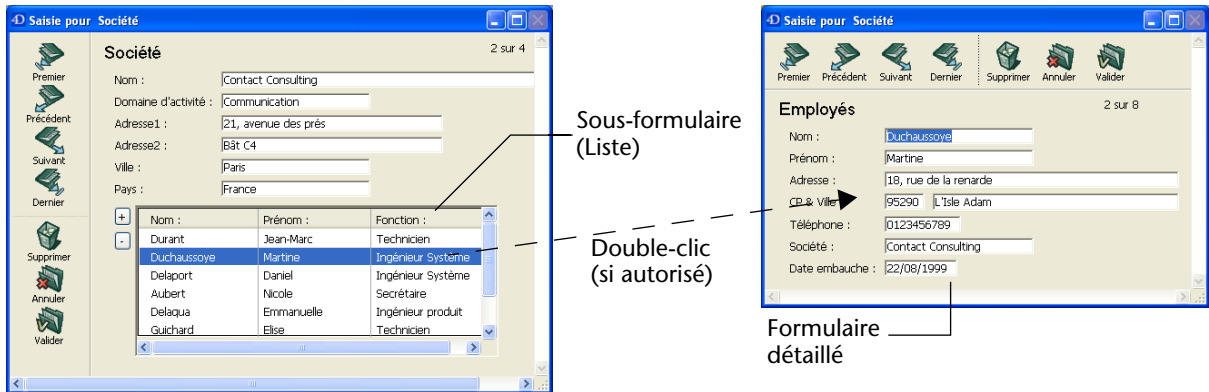 Saisie pour Société
Premier
Précédent
Suivant
Dernier
Supprimer
Annuler
Valider
Société
2 sur 4
Nom :
Contact Consulting
Domaine d'activité :
Communication
Adresse1 :
21, avenue des prés
Adresse2 :
Bât C4
Ville :
Paris
Pays :
France
+
-
Nom : Prénom : Fonction :
Durant Jean-Marc Technicien
Duchaussoye Martine Ingénieur Système
Delaport Daniel Ingénieur Système
Aubert Nicole Secrétaire
Delaqua Emmanuelle Ingénieur produit
Guichard Elise Technicien
Sous-formulaire
(Liste)
Double-clic
(si autorisé)
Saisie pour Société
Premier Précédent Suivant Dernier Supprimer Annuler Valider
Employés
2 sur 8
Nom :
Duchaussoye
Prénom :
Martine
Adresse :
18, rue de la renarde
CP & Ville
95290 L'Isle Adam
Téléphone :
0123456789
Société :
Contact Consulting
Date embauche :
22/08/1999
Formulaire
détaillé